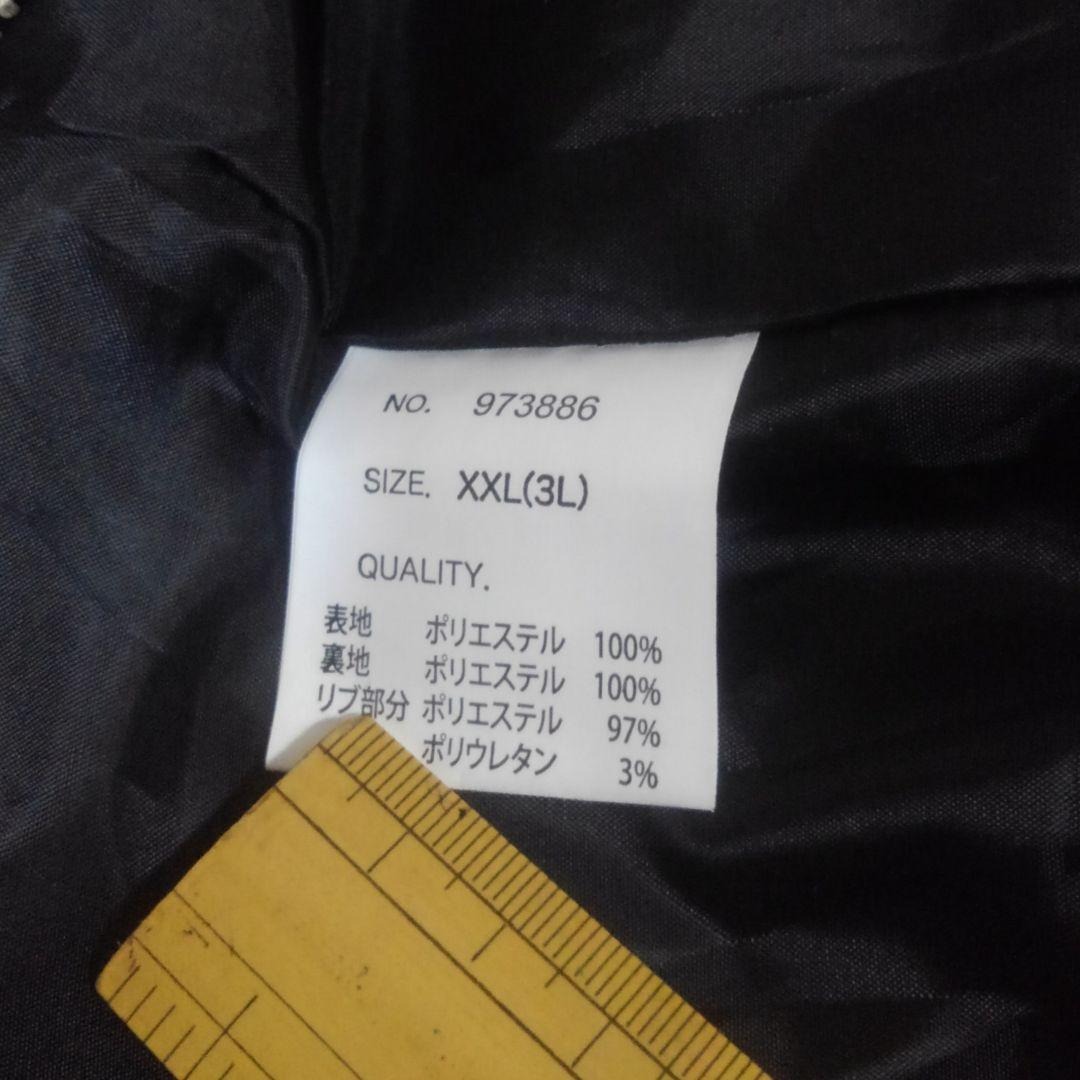 NO. 973886
SIZE. XXL(3L)
QUALITY.
表地 ポリエステル 100%
裏地 ポリエステル 100%
リブ部分 ポリエステル 97%
ポリウレタン 3%